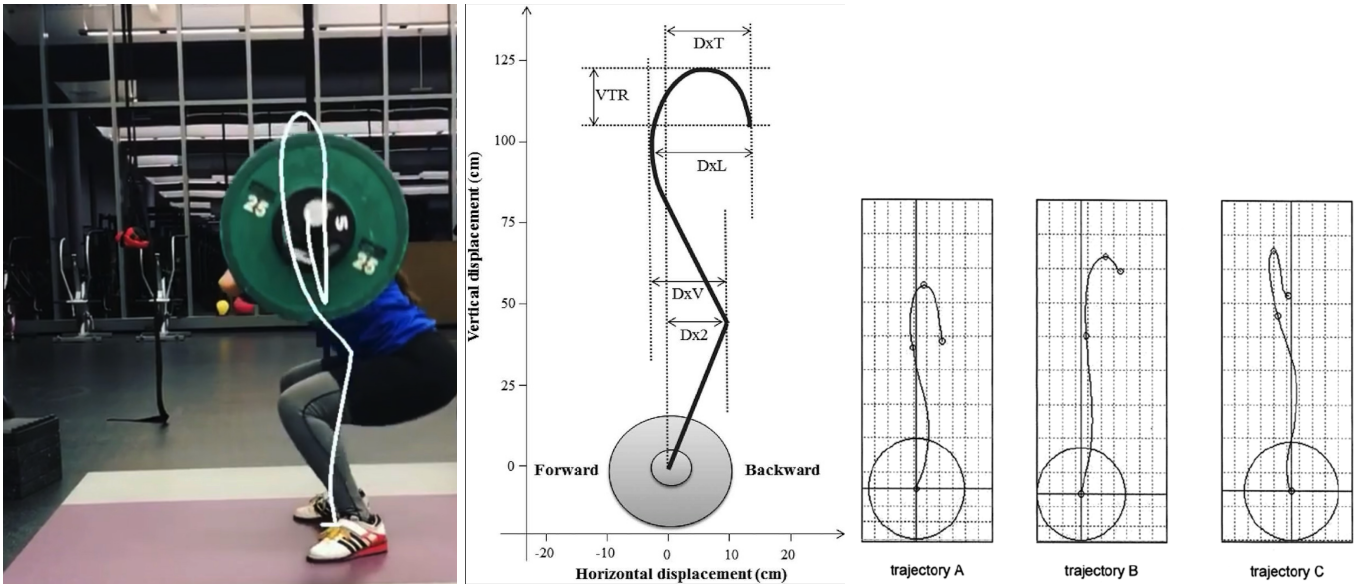 25
5
25
Vertical displacement (cm)
125
100
75
50
25
0
DxT
VTR
DxL
DxV
Dx2
Forward
Backward
-20
-10
0
10
20
Horizontal displacement (cm)
trajectory A
trajectory B
trajectory C